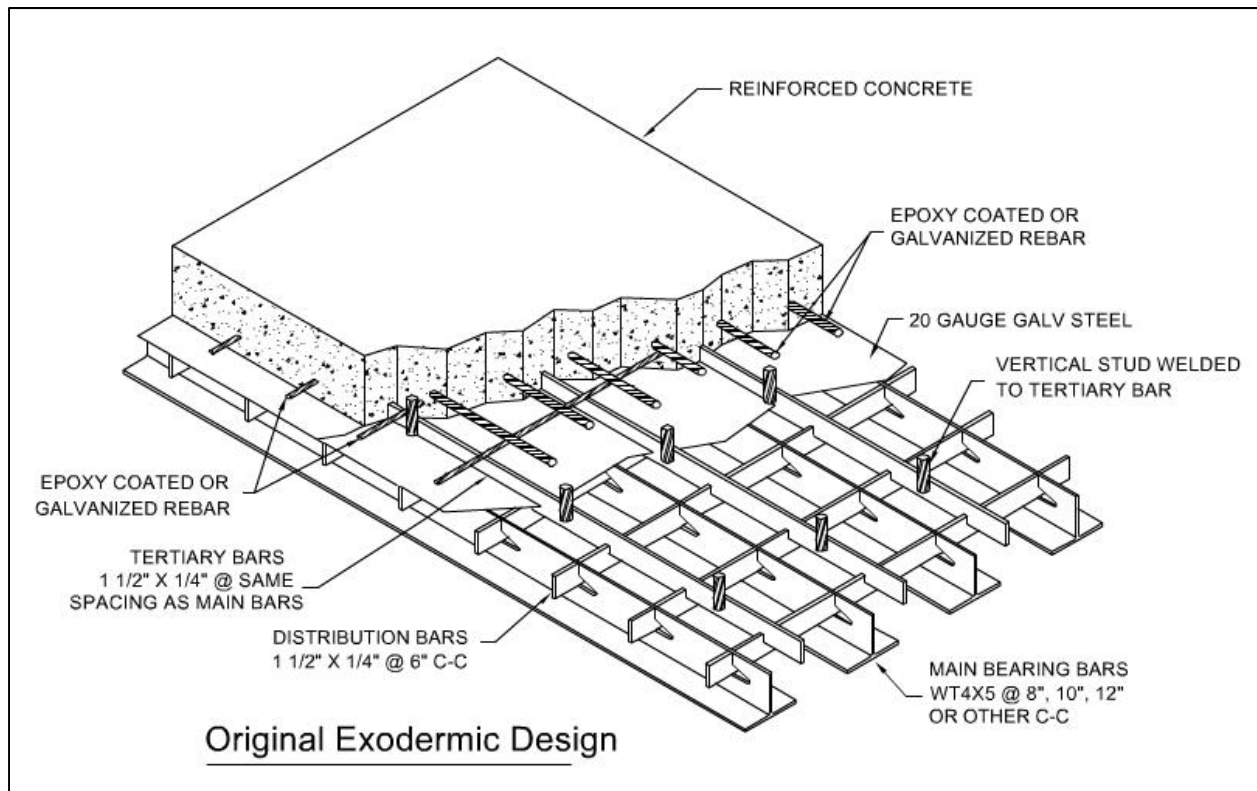 REINFORCED CONCRETE
EPOXY COATED OR
GALVANIZED REBAR
20 GAUGE GALV STEEL
VERTICAL STUD WELDED
TO TERTIARY BAR
EPOXY COATED OR
GALVANIZED REBAR
TERTIARY BARS
1 1/2" X 1/4" @ SAME
SPACING AS MAIN BARS
DISTRIBUTION BARS
1 1/2" X 1/4" @ 6" C-C
MAIN BEARING BARS
WT4X5 @ 8", 10", 12"
OR OTHER C-C
Original Exodermic Design